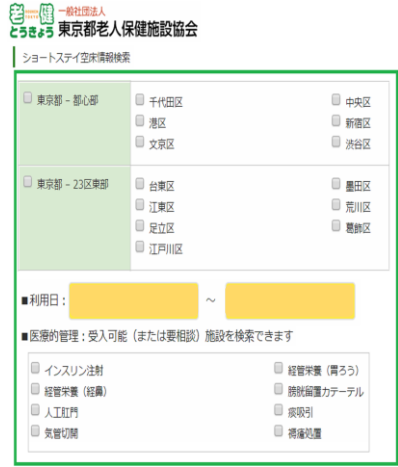 老健
とうきょう
一般社団法人
東京都老人保健施設協会
ショートステイ空床情報検索
東京都 - 都心部
千代田区 中央区
港区 新宿区
文京区 渋谷区
東京都 - 23区東部
台東区 墨田区
江東区 荒川区
足立区 葛飾区
江戸川区
■利用日： ～
■医療的管理：受入可能（または要相談）施設を検索できます
インスリン注射 経管栄養（胃ろう）
経管栄養（経鼻） 膀胱留置カテーテル
人工肛門 痰吸引
気管切開 褥瘡処置